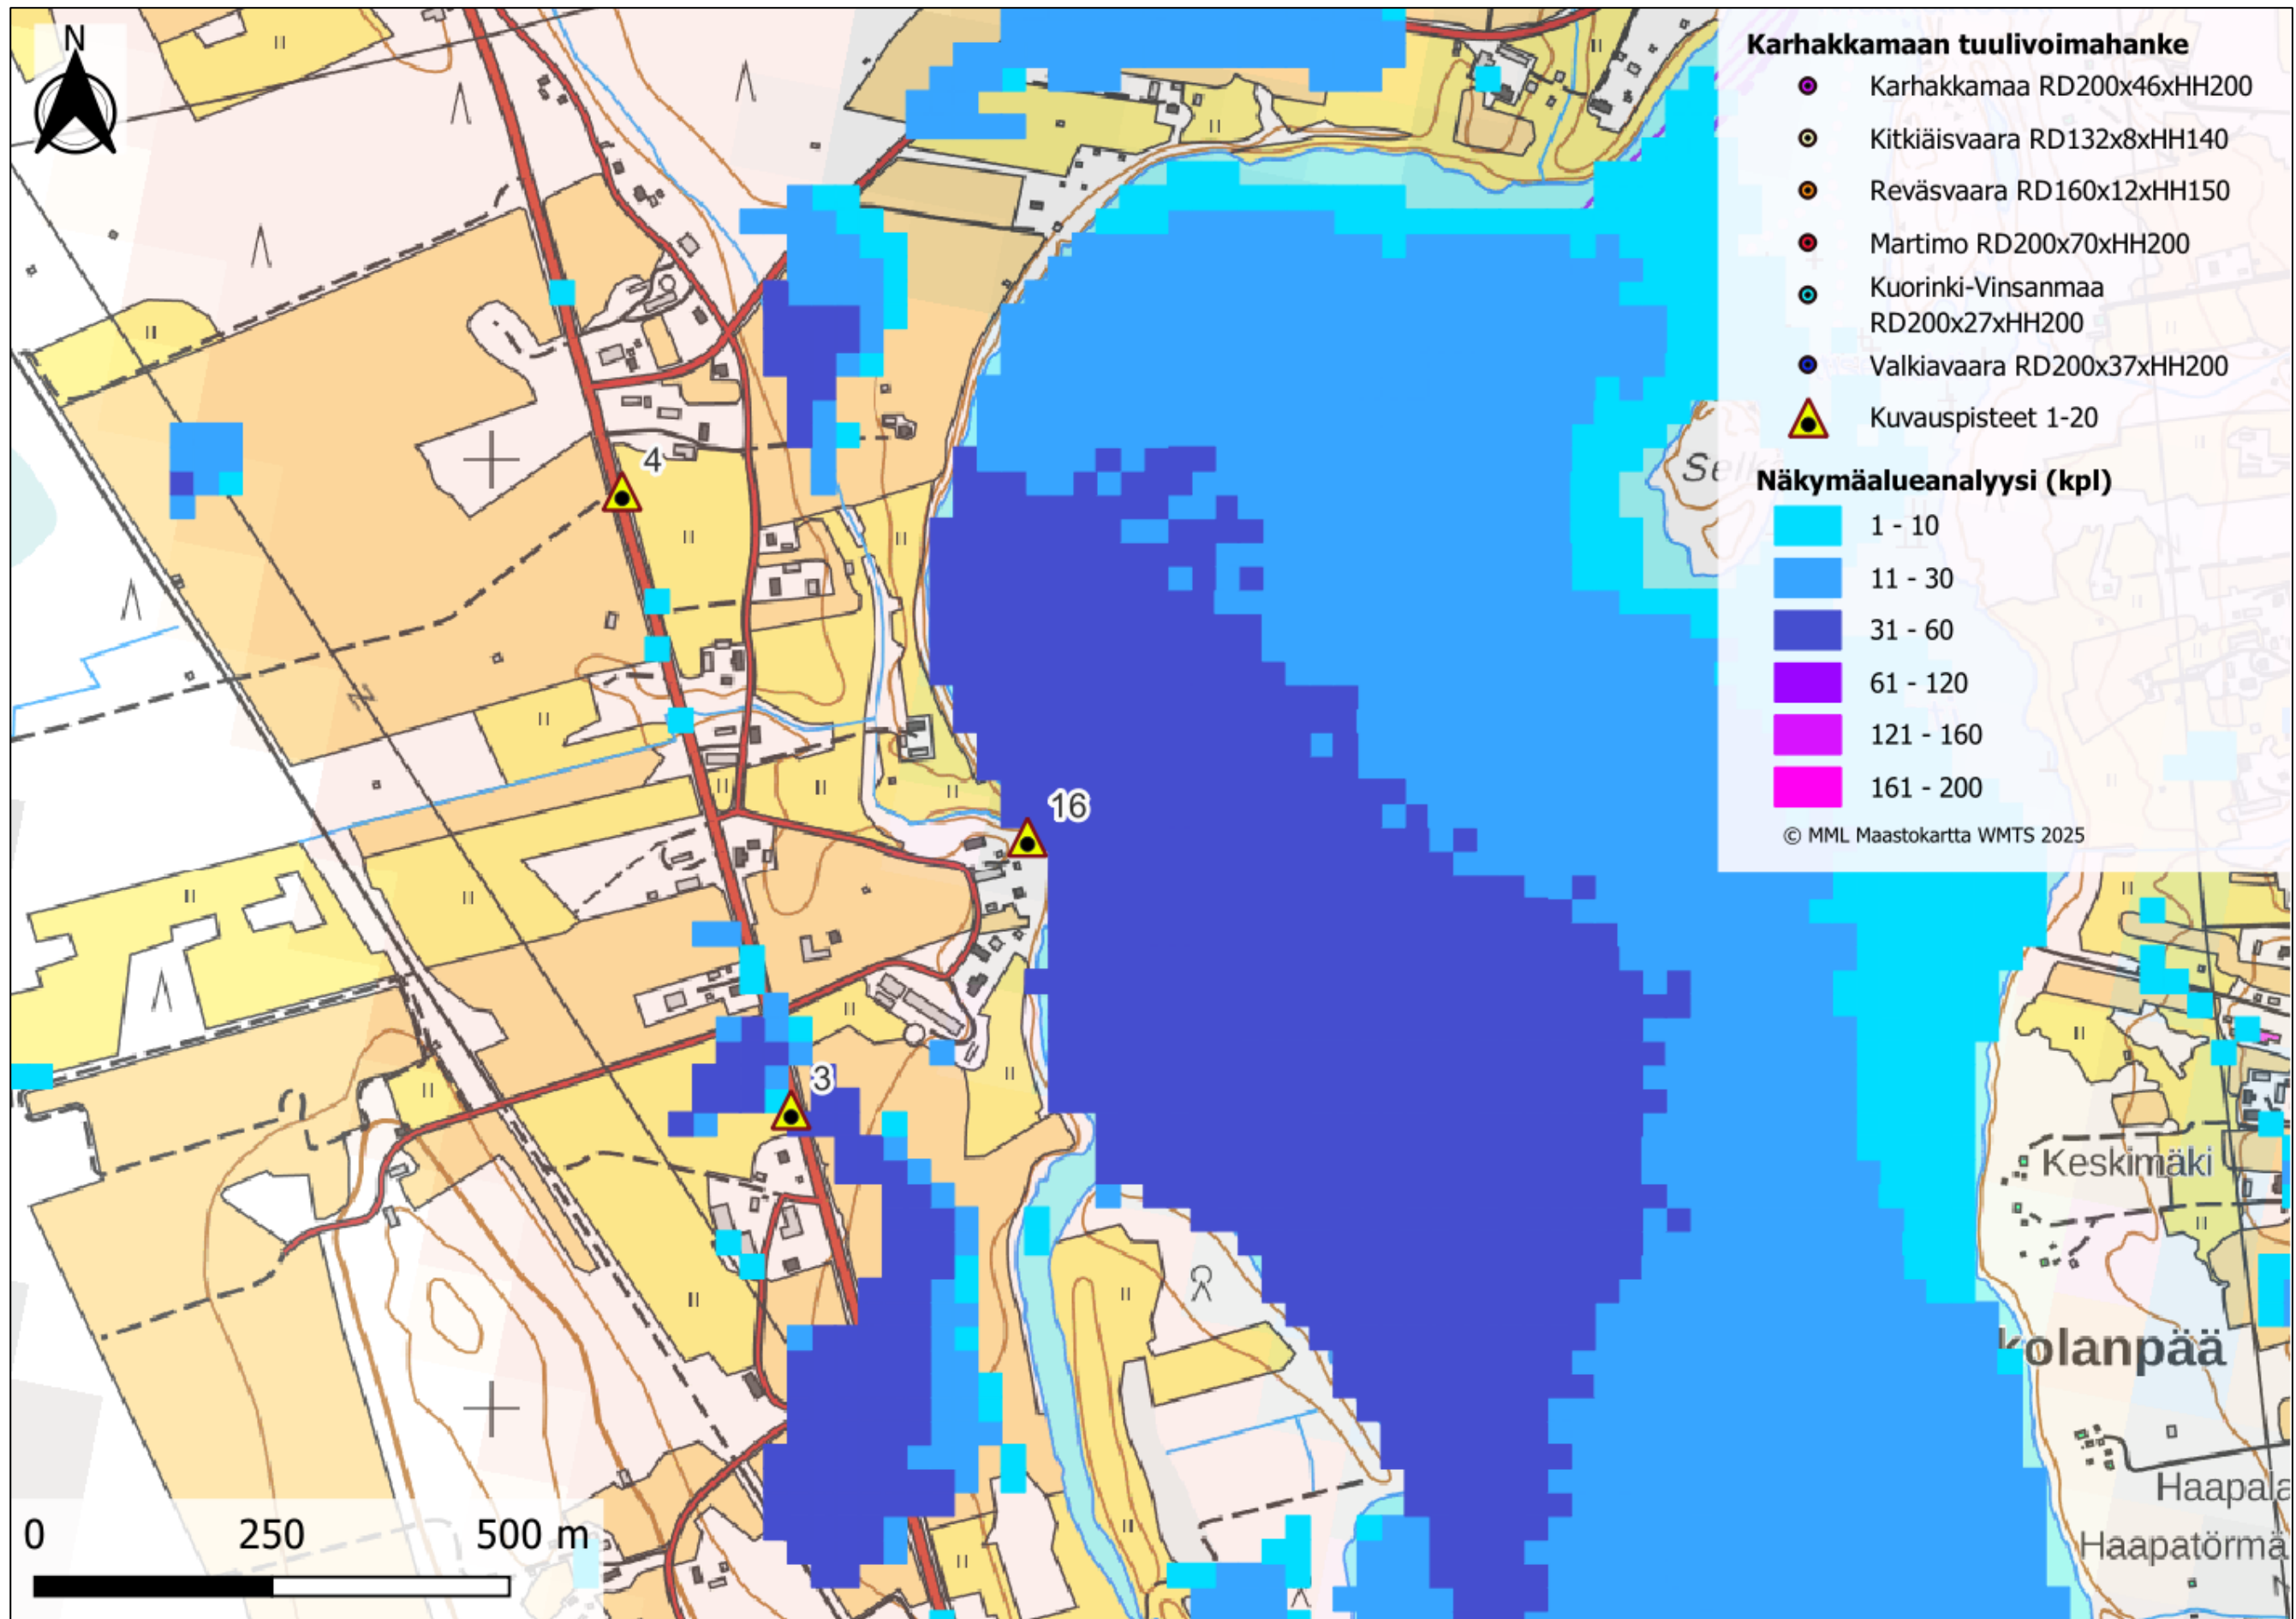 N
Karhakkamaan tuulivoimahanke
Karhakkamaa RD200x46xHH200
Kitkiäisvaara RD132x8xHH140
Reväsvaara RD160x12xHH150
Martimo RD200x70xHH200
Kuorinki-Vinsanmaa
RD200x27xHH200
Valkiavaara RD200x37xHH200
Kuvauspisteet 1-20
Näkymäalueanalyysi (kpl)
1 - 10
11 - 30
31 - 60
61 - 120
121 - 160
161 - 200
© MML Maastokartta WMTS 2025
4
16
3
Keskimäki
kolanpää
Haapala
Haapatörmä
0 250 500 m